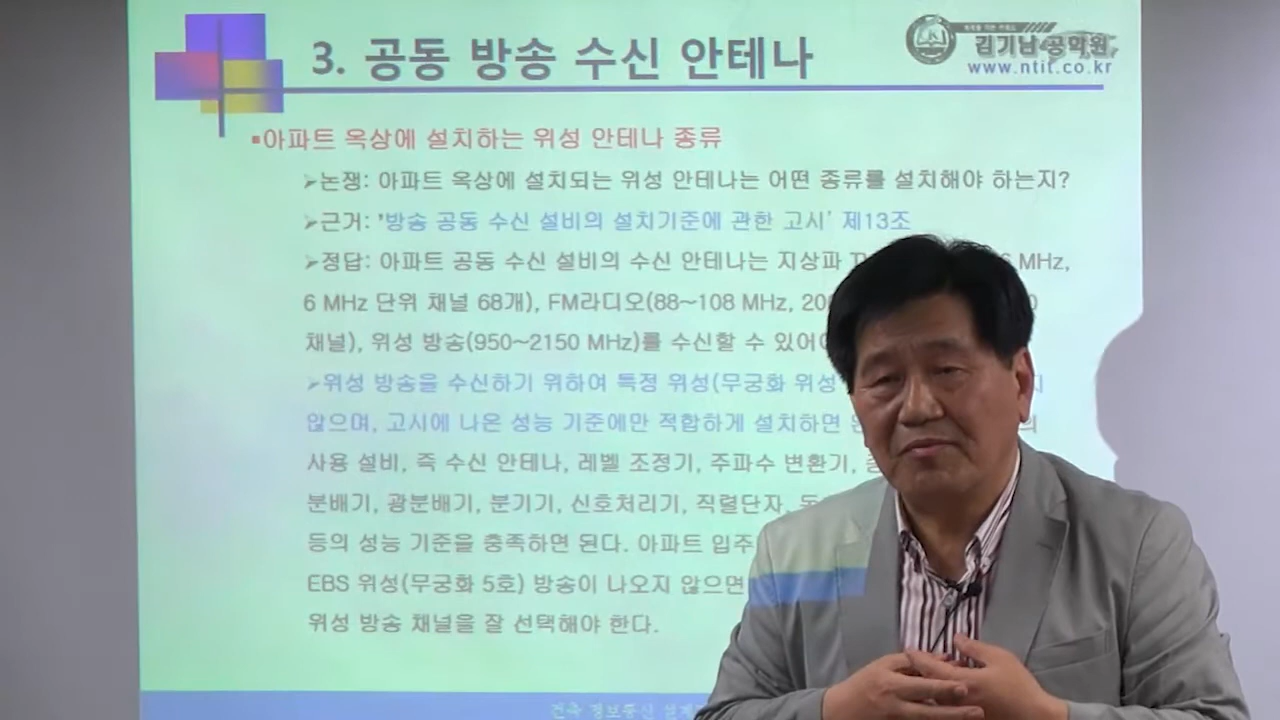 3. 공동 방송 수신 안테나
김기남 공학원
www.ntit.co.kr
▪아파트 옥상에 설치하는 위성 안테나 종류
➢논쟁: 아파트 옥상에 설치되는 위성 안테나는 어떤 종류를 설치해야 하는지?
➢근거: '방송 공동 수신 설비의 설치기준에 관한 고시' 제13조
➢정답: 아파트 공동 수신 설비의 수신 안테나는 지상파 MHz,
6 MHz 단위 채널 68개), FM라디오(88~108 MHz,
채널), 위성 방송(950~2150 MHz)를 수신할 수
➢위성 방송을 수신하기 위하여 특정 위성(무궁화 위성
않으며, 고시에 나온 성능 기준에만 적합하게 설치하면
사용 설비, 즉 수신 안테나, 레벨 조정기, 주파수 변환기,
분배기, 광분배기, 분기기, 신호처리기, 직렬단자,
등의 성능 기준을 충족하면 된다. 아파트
EBS 위성(무궁화 5호) 방송이 나오지 않으면
위성 방송 채널을 잘 선택해야 한다.
건축 정보통신